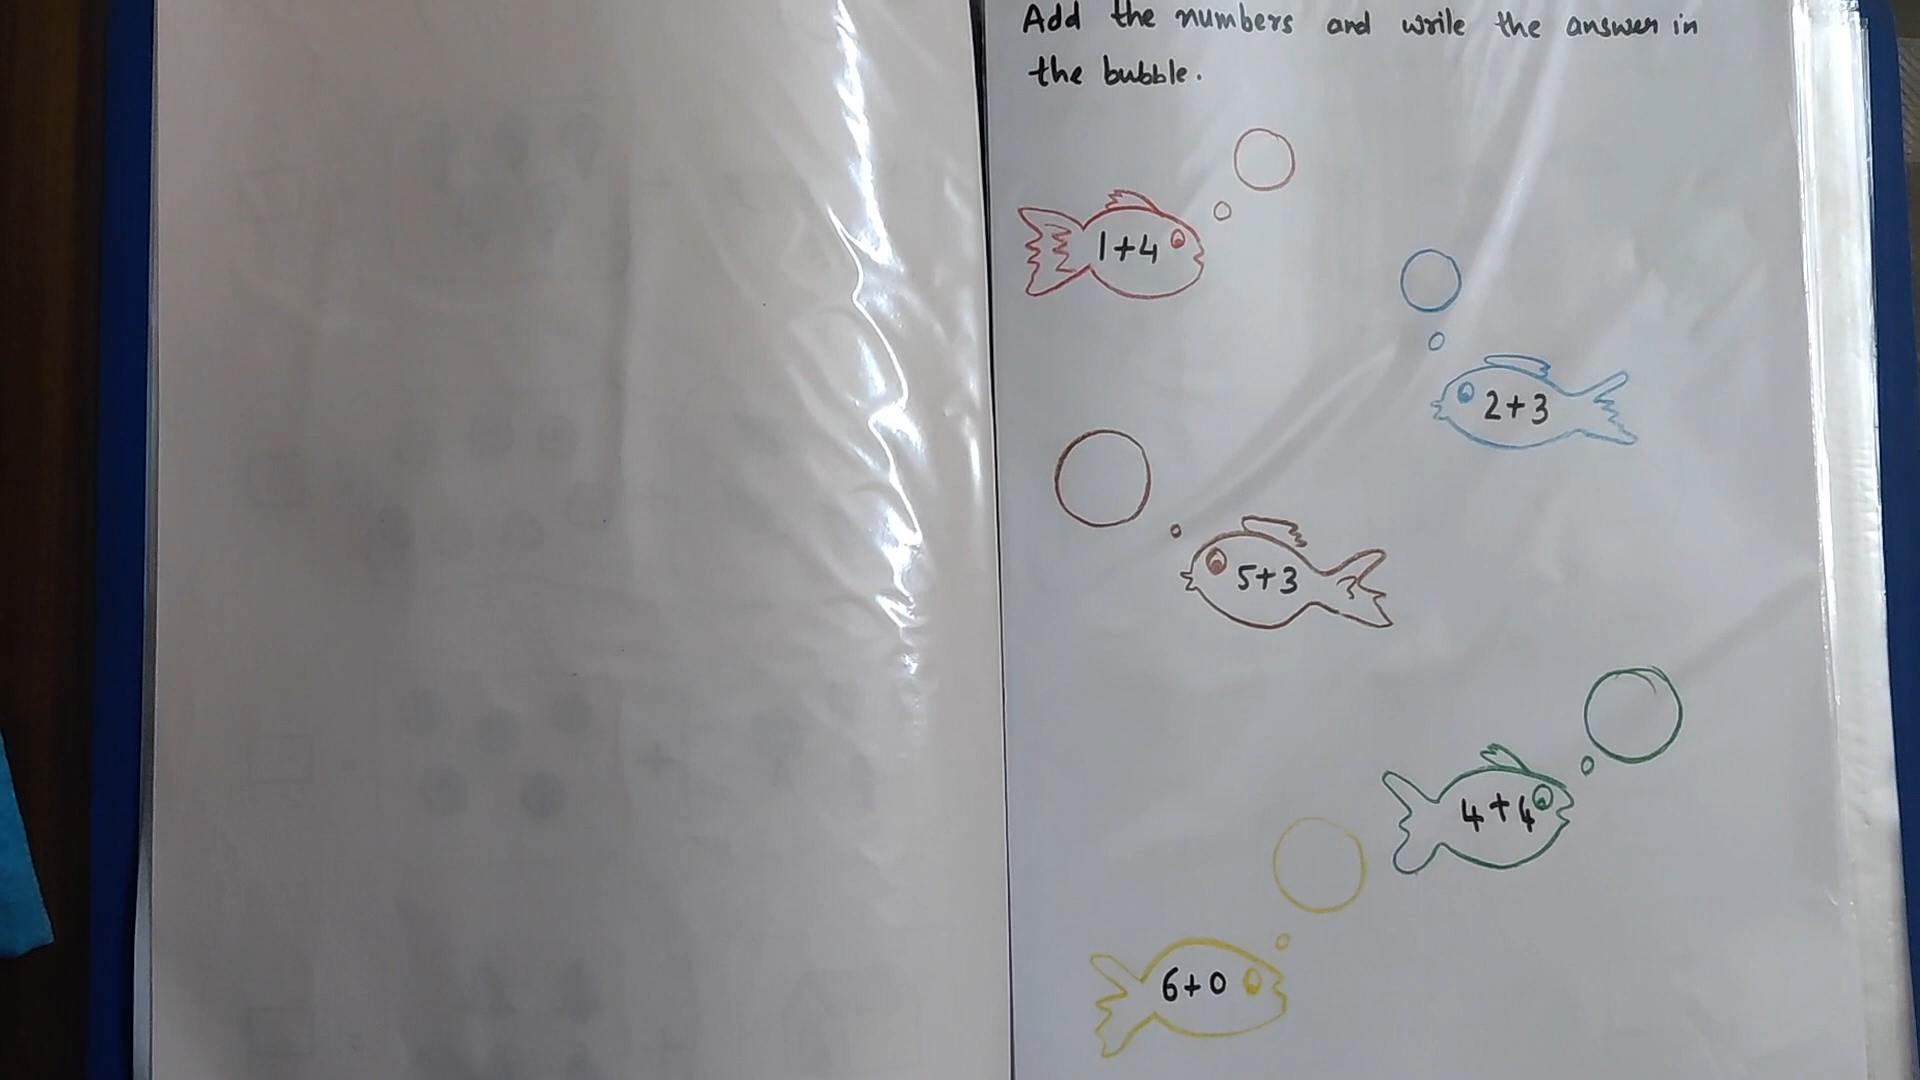 Add the numbers and write the answer in
the bubble.
1+4
2+3
5+3
4+4
6+0